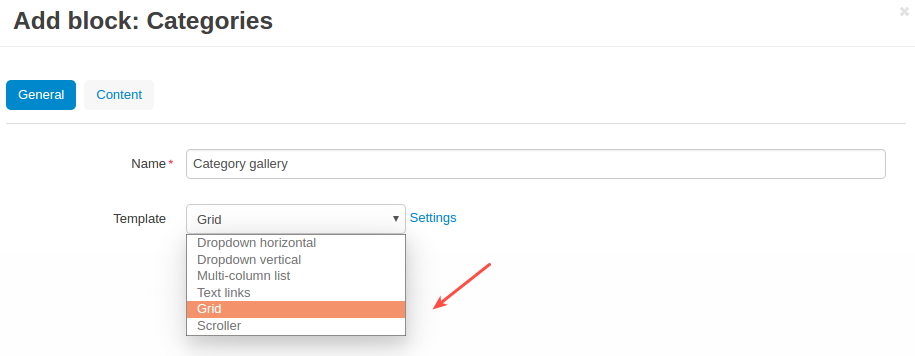 Add block: Categories
General Content
Name*
Category gallery
Template
Grid
Settings
Dropdown horizontal
Dropdown vertical
Multi-column list
Text links
Grid
Scroller